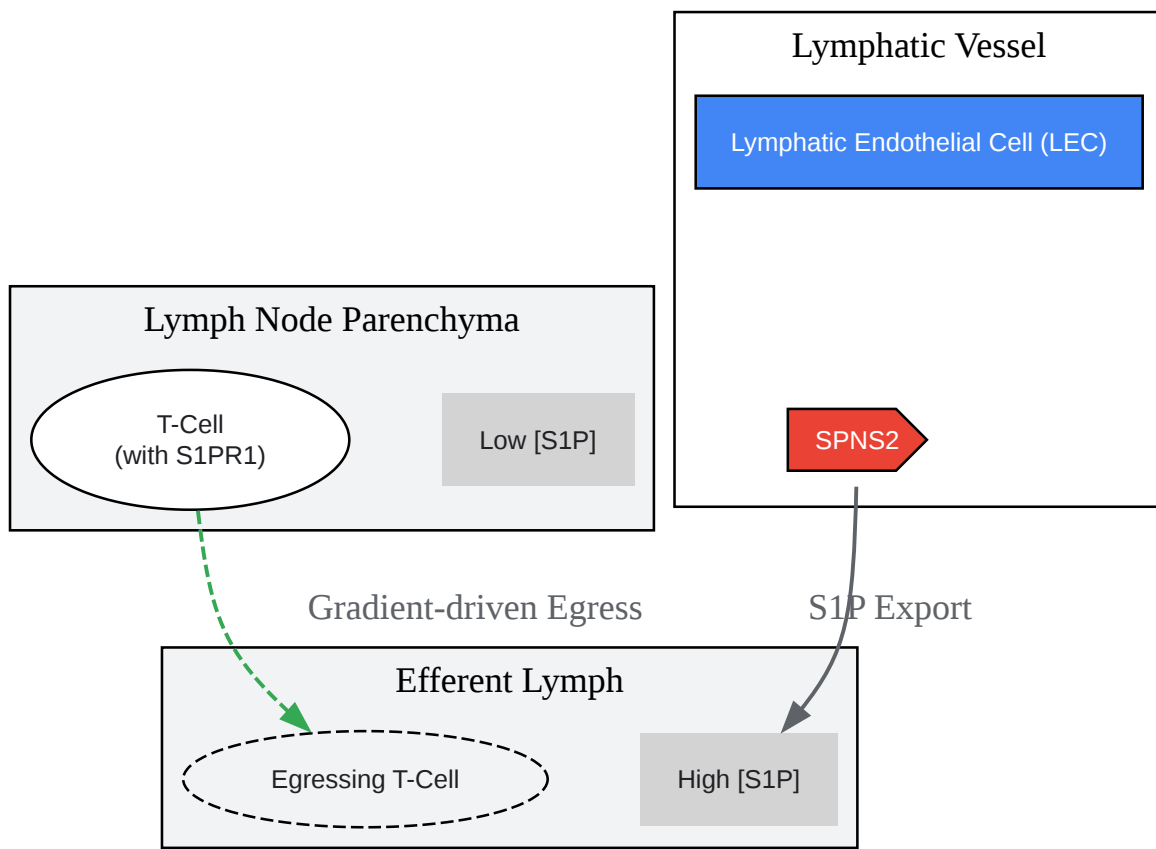 Lymphatic Vessel
Lymphatic Endothelial Cell (LEC)
Lymph Node Parenchyma
T-Cell
(with S1PR1)
Low [S1P]
SPNS2
Gradient-driven Egress
S1P Export
Efferent Lymph
Egressing T-Cell
High [S1P]